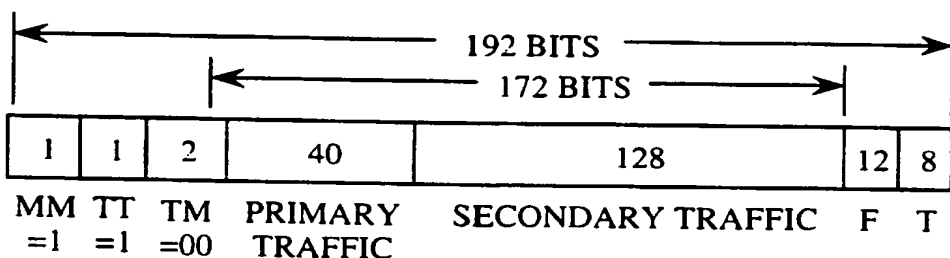 192 BITS
172 BITS
1 1 2 40 128 12 8
MM TT TM PRIMARY SECONDARY TRAFFIC F T
=1 =1 =00 TRAFFIC